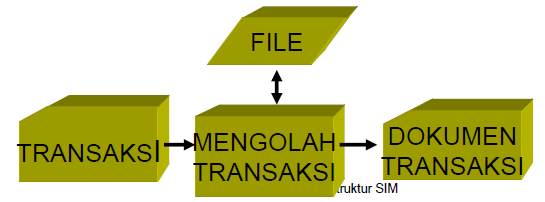 FILE
TRANSAKSI
MENGOLAH
TRANSAKSI
DOKUMEN
TRANSAKSI
truktur SIM